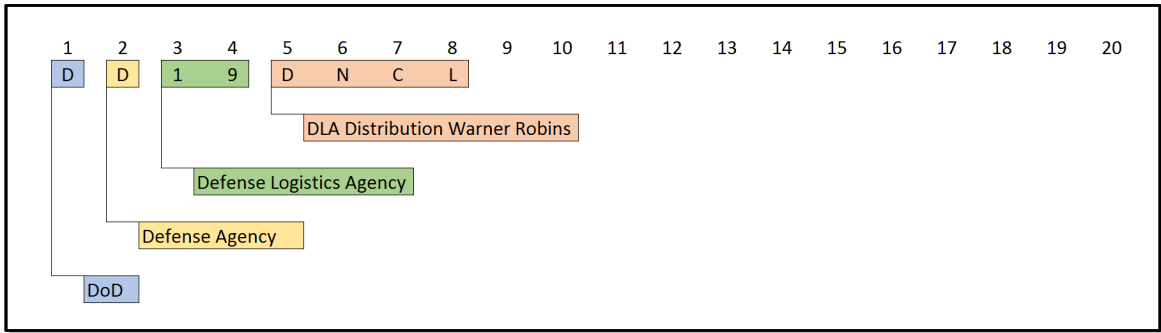 1 2 3 4 5 6 7 8 9 10 11 12 13 14 15 16 17 18 19 20
D D 1 9 D N C L
DLA Distribution Warner Robins
Defense Logistics Agency
Defense Agency
DoD